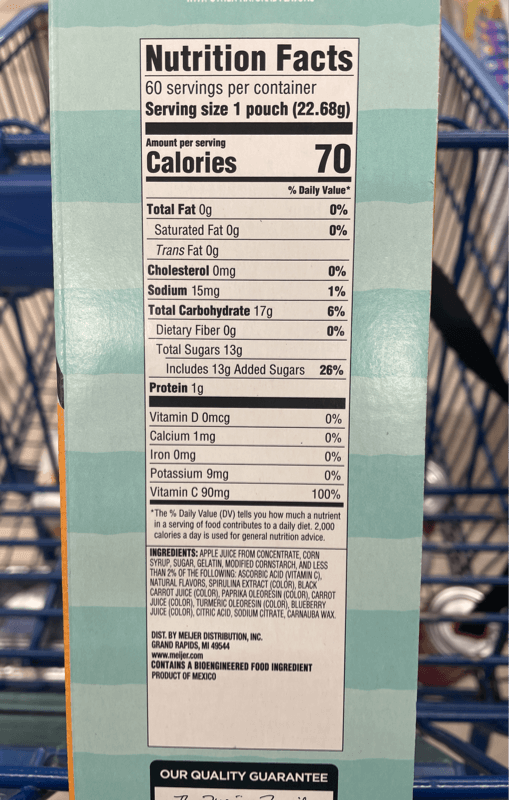 Nutrition Facts
60 servings per container
Serving size 1 pouch (22.68g)
Amount per serving
Calories 70
% Daily Value*
Total Fat 0g 0%
Saturated Fat 0g 0%
Trans Fat 0g
Cholesterol 0mg 0%
Sodium 15mg 1%
Total Carbohydrate 17g 6%
Dietary Fiber 0g 0%
Total Sugars 13g
Includes 13g Added Sugars 26%
Protein 1g
Vitamin D 0mcg 0%
Calcium 1mg 0%
Iron 0mg 0%
Potassium 9mg 0%
Vitamin C 90mg 100%
*The % Daily Value (DV) tells you how much a nutrient
in a serving of food contributes to a daily diet. 2,000
calories a day is used for general nutrition advice.
INGREDIENTS: APPLE JUICE FROM CONCENTRATE, CORN
SYRUP, SUGAR, GELATIN, MODIFIED CORNSTARCH, AND LESS
THAN 2% OF THE FOLLOWING: ASCORBIC ACID (VITAMIN C),
NATURAL FLAVORS, SPIRULINA EXTRACT (COLOR), BLACK
CARROT JUICE (COLOR), PAPRIKA OLEORESIN (COLOR), CARROT
JUICE (COLOR), TURMERIC OLEORESIN (COLOR), BLUEBERRY
JUICE (COLOR), CITRIC ACID, SODIUM CITRATE, CARNAUBA WAX.
DIST. BY MEIJER DISTRIBUTION, INC.
GRAND RAPIDS, MI 49544
www.meijer.com
CONTAINS A BIOENGINEERED FOOD INGREDIENT
PRODUCT OF MEXICO
OUR QUALITY GUARANTEE